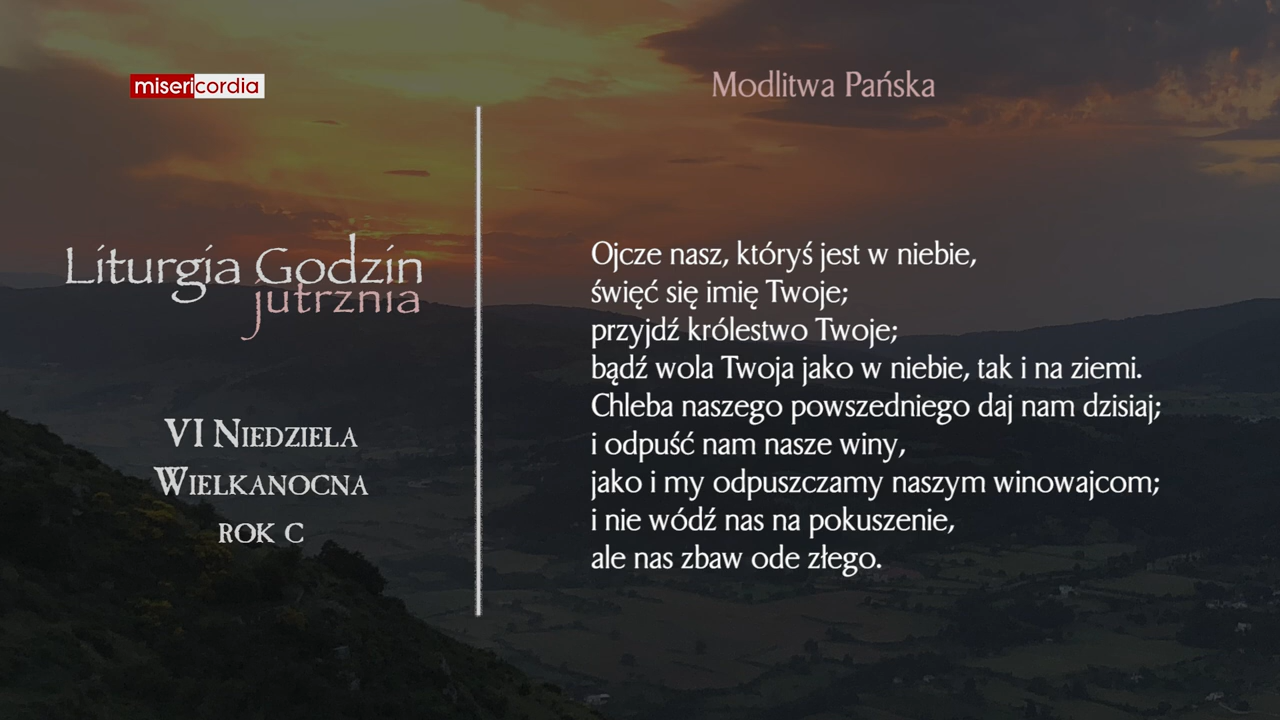 misericordia
Liturgia Godzin
jutrznia
VI Niedziela
Wielkanocna
rok C
Modlitwa Pańska
Ojcze nasz, któryś jest w niebie,
święć się imię Twoje;
przyjdź królestwo Twoje;
bądź wola Twoja jako w niebie, tak i na ziemi.
Chleba naszego powszedniego daj nam dzisiaj;
i odpuść nam nasze winy,
jako i my odpuszczamy naszym winowajcom;
i nie wódź nas na pokuszenie,
ale nas zbaw ode złego.